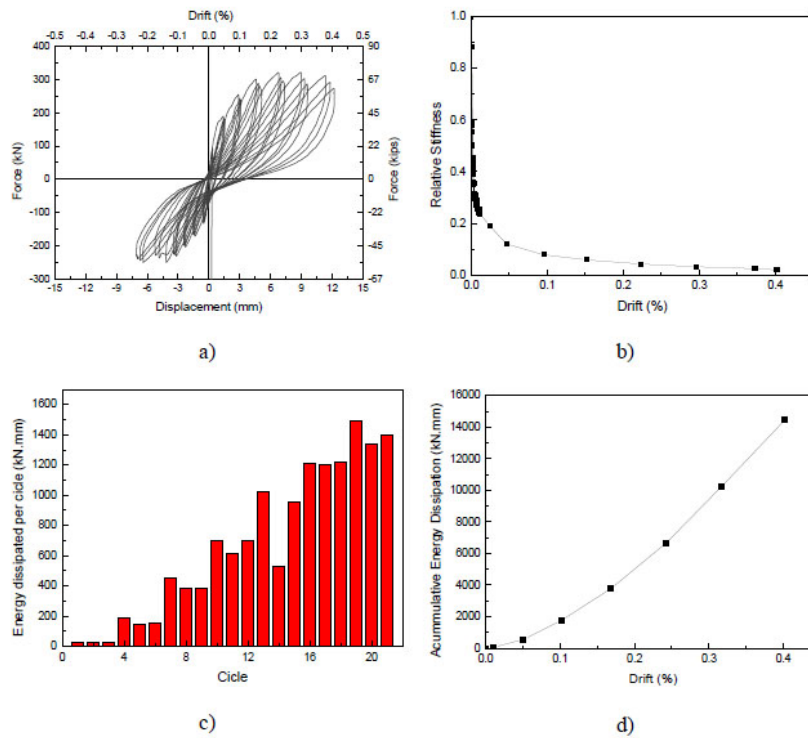 Drift (%)
-0.5 -0.4 -0.3 -0.2 -0.1 0.0 0.1 0.2 0.3 0.4 0.5
400 90
300 67
200 45
100 22
0 0
-100 -22
-200 -45
-300 -67
Force (kN)
Force (kips)
-15 -12 -9 -6 -3 0 3 6 9 12 15
Displacement (mm)
a)
1.0
0.8
0.6
0.4
0.2
0.0
Relative Stiffness
0.0 0.1 0.2 0.3 0.4
Drift (%)
b)
1600
1400
1200
1000
800
600
400
200
0
Energy dissipated per cicle (kN.mm)
0 4 8 12 16 20
Cicle
c)
16000
14000
12000
10000
8000
6000
4000
2000
0
Acummulative Energy Dissipation (kN.mm)
0.0 0.1 0.2 0.3 0.4
Drift (%)
d)